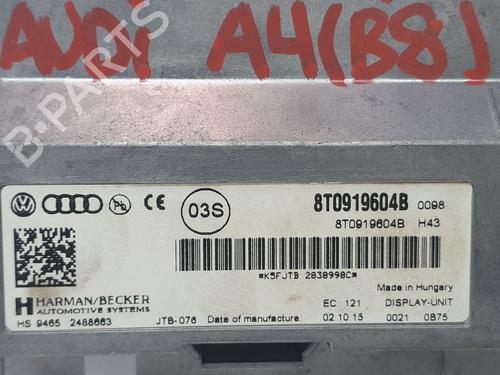 AUDI A4(B8)
B-PARTS
CE 03S 8T0919604B 0098
8T0919604B H43
*K5FJTB 2838998C*
Made in Hungary
HARMAN/BECKER
AUTOMOTIVE SYSTEMS
EC 121 DISPLAY-UNIT
HS 9465 2488663 JTB-076 Date of manufacture: 02.10.15 0021 0B75